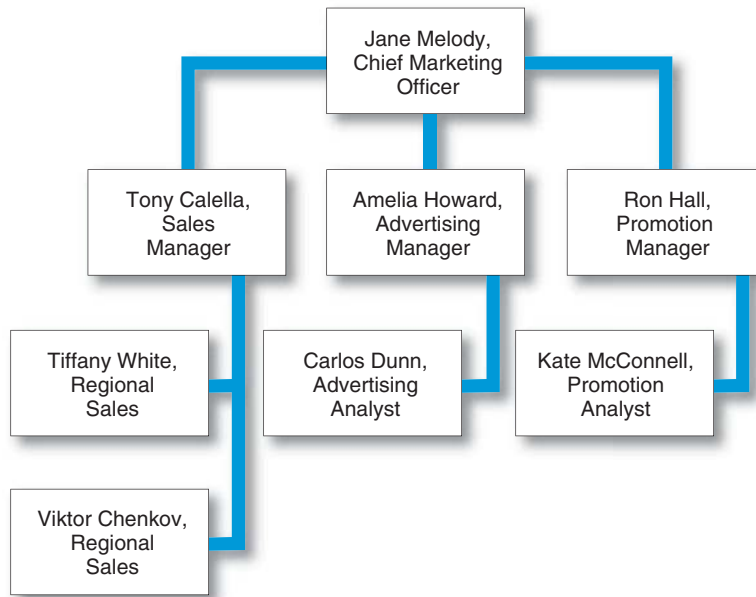 Jane Melody,
Chief Marketing
Officer
Tony Calella,
Sales
Manager
Amelia Howard,
Advertising
Manager
Ron Hall,
Promotion
Manager
Tiffany White,
Regional
Sales
Carlos Dunn,
Advertising
Analyst
Kate McConnell,
Promotion
Analyst
Viktor Chenkov,
Regional
Sales